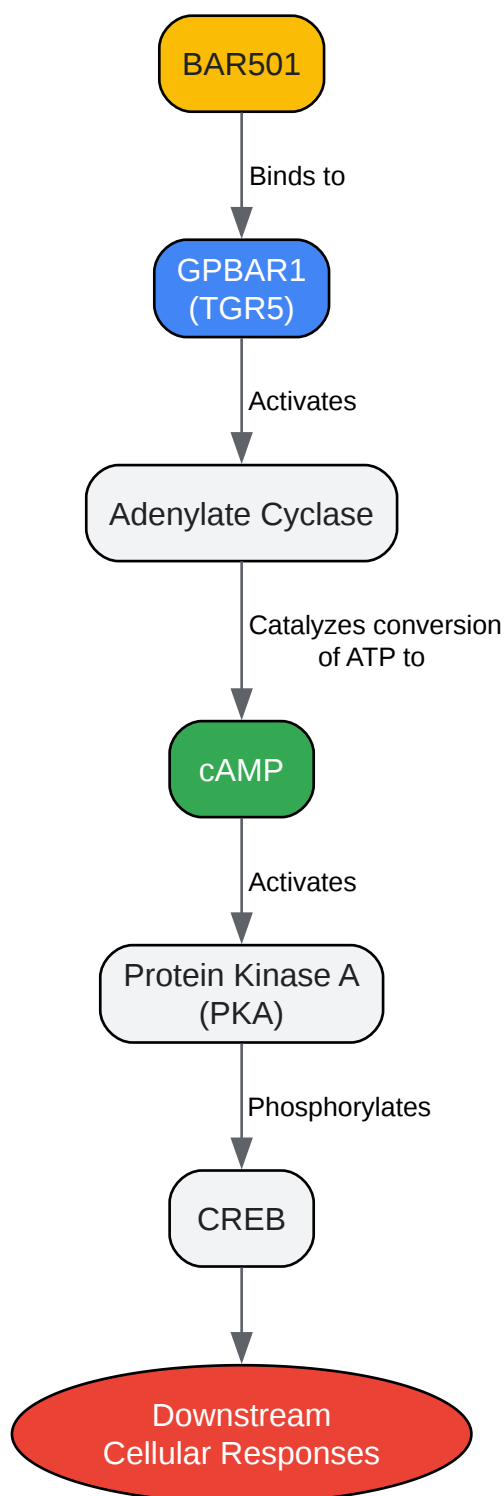 BAR501
Binds to
GPBAR1
(TGR5)
Activates
Adenylate Cyclase
Catalyzes conversion
of ATP to
cAMP
Activates
Protein Kinase A
(PKA)
Phosphorylates
CREB
Downstream
Cellular Responses